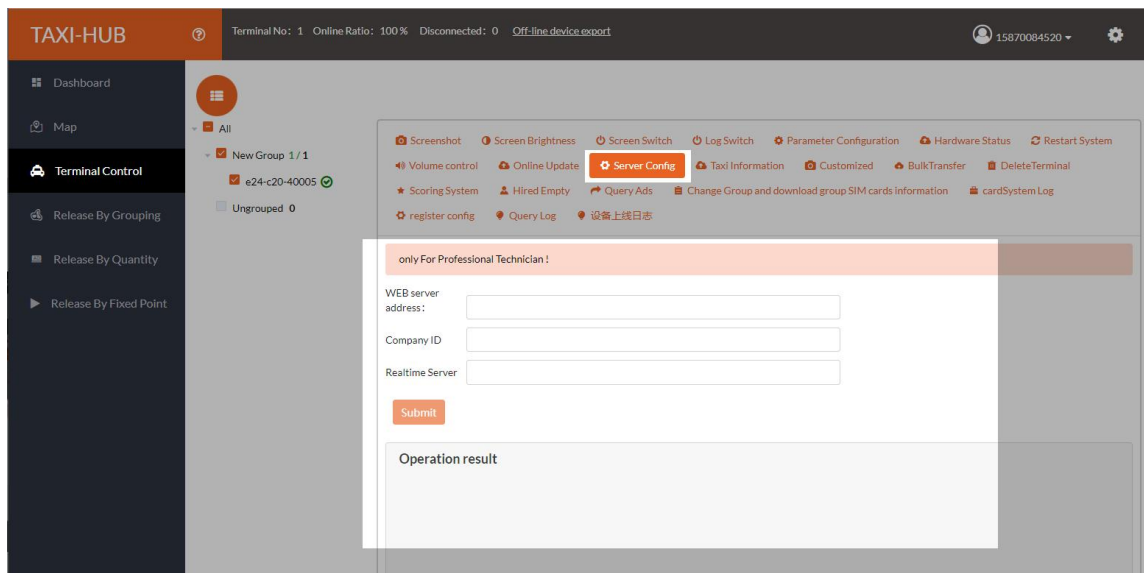 TAXI-HUB
Terminal No: 1 Online Ratio: 100% Disconnected: 0 Off-line device export
15870084520
Dashboard
Map
Terminal Control
Release By Grouping
Release By Quantity
Release By Fixed Point
All
New Group 1/1
e24-c20-40005
Ungrouped 0
Screenshot Screen Brightness Screen Switch Log Switch Parameter Configuration Hardware Status Restart System
Volume control Online Update Server Config Taxi Information Customized BulkTransfer DeleteTerminal
Scoring System Hired Empty Query Ads Change Group and download group SIM cards information cardSystem Log
register config Query Log 设备上线日志
only For Professional Technician!
WEB server
address:
Company ID
Realtime Server
Submit
Operation result